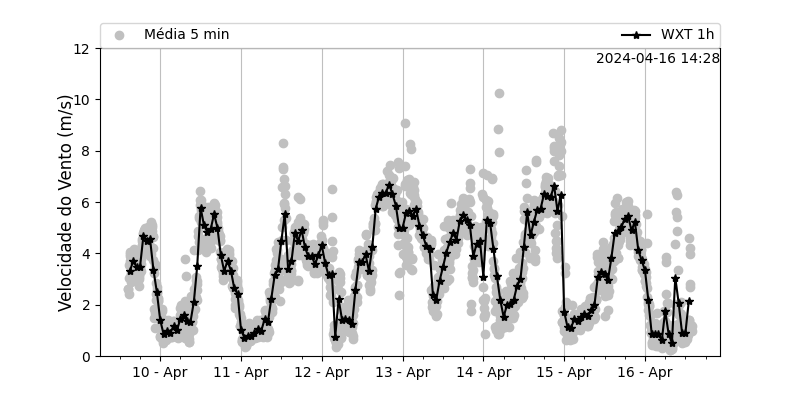 Média 5 min
WXT 1h
2024-04-16 14:28
Velocidade do Vento (m/s)
12
10
8
6
4
2
0
10 - Apr
11 - Apr
12 - Apr
13 - Apr
14 - Apr
15 - Apr
16 - Apr